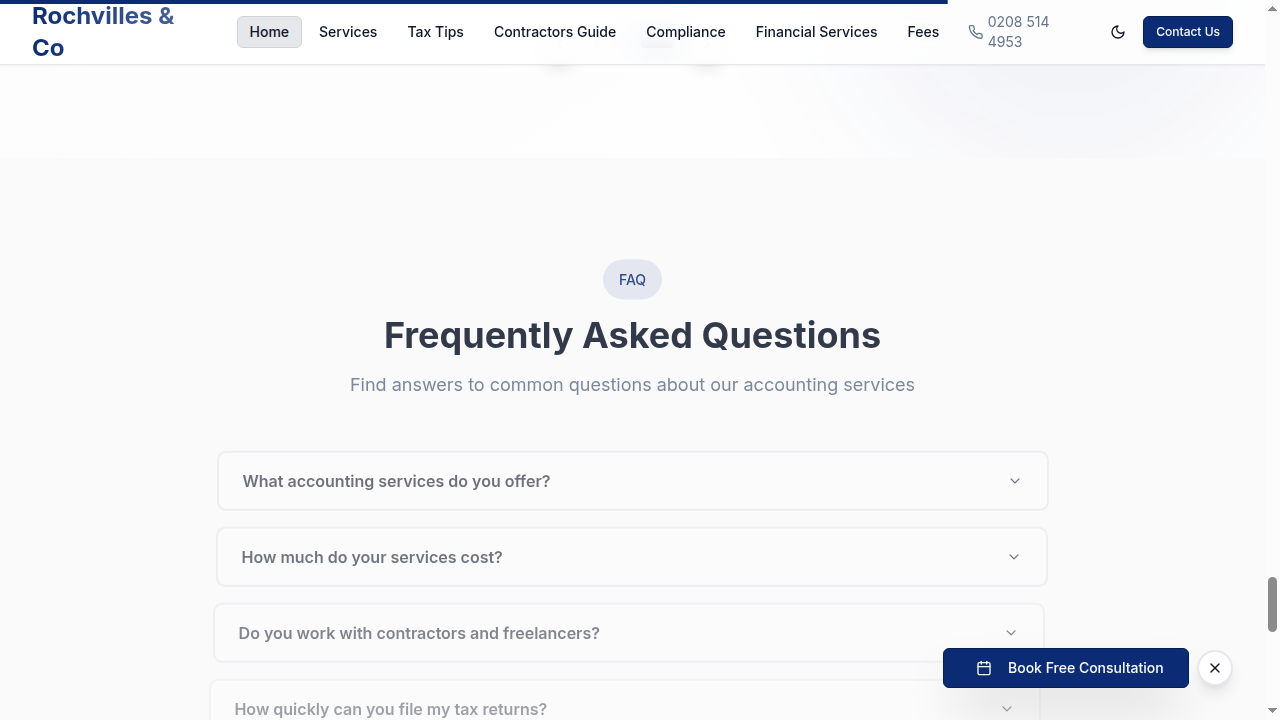 Rochvilles &
Co
Home
Services
Tax Tips
Contractors Guide
Compliance
Financial Services
Fees
0208 514
4953
Contact Us
FAQ
Frequently Asked Questions
Find answers to common questions about our accounting services
What accounting services do you offer?
How much do your services cost?
Do you work with contractors and freelancers?
Book Free Consultation
How quickly can you file my tax returns?